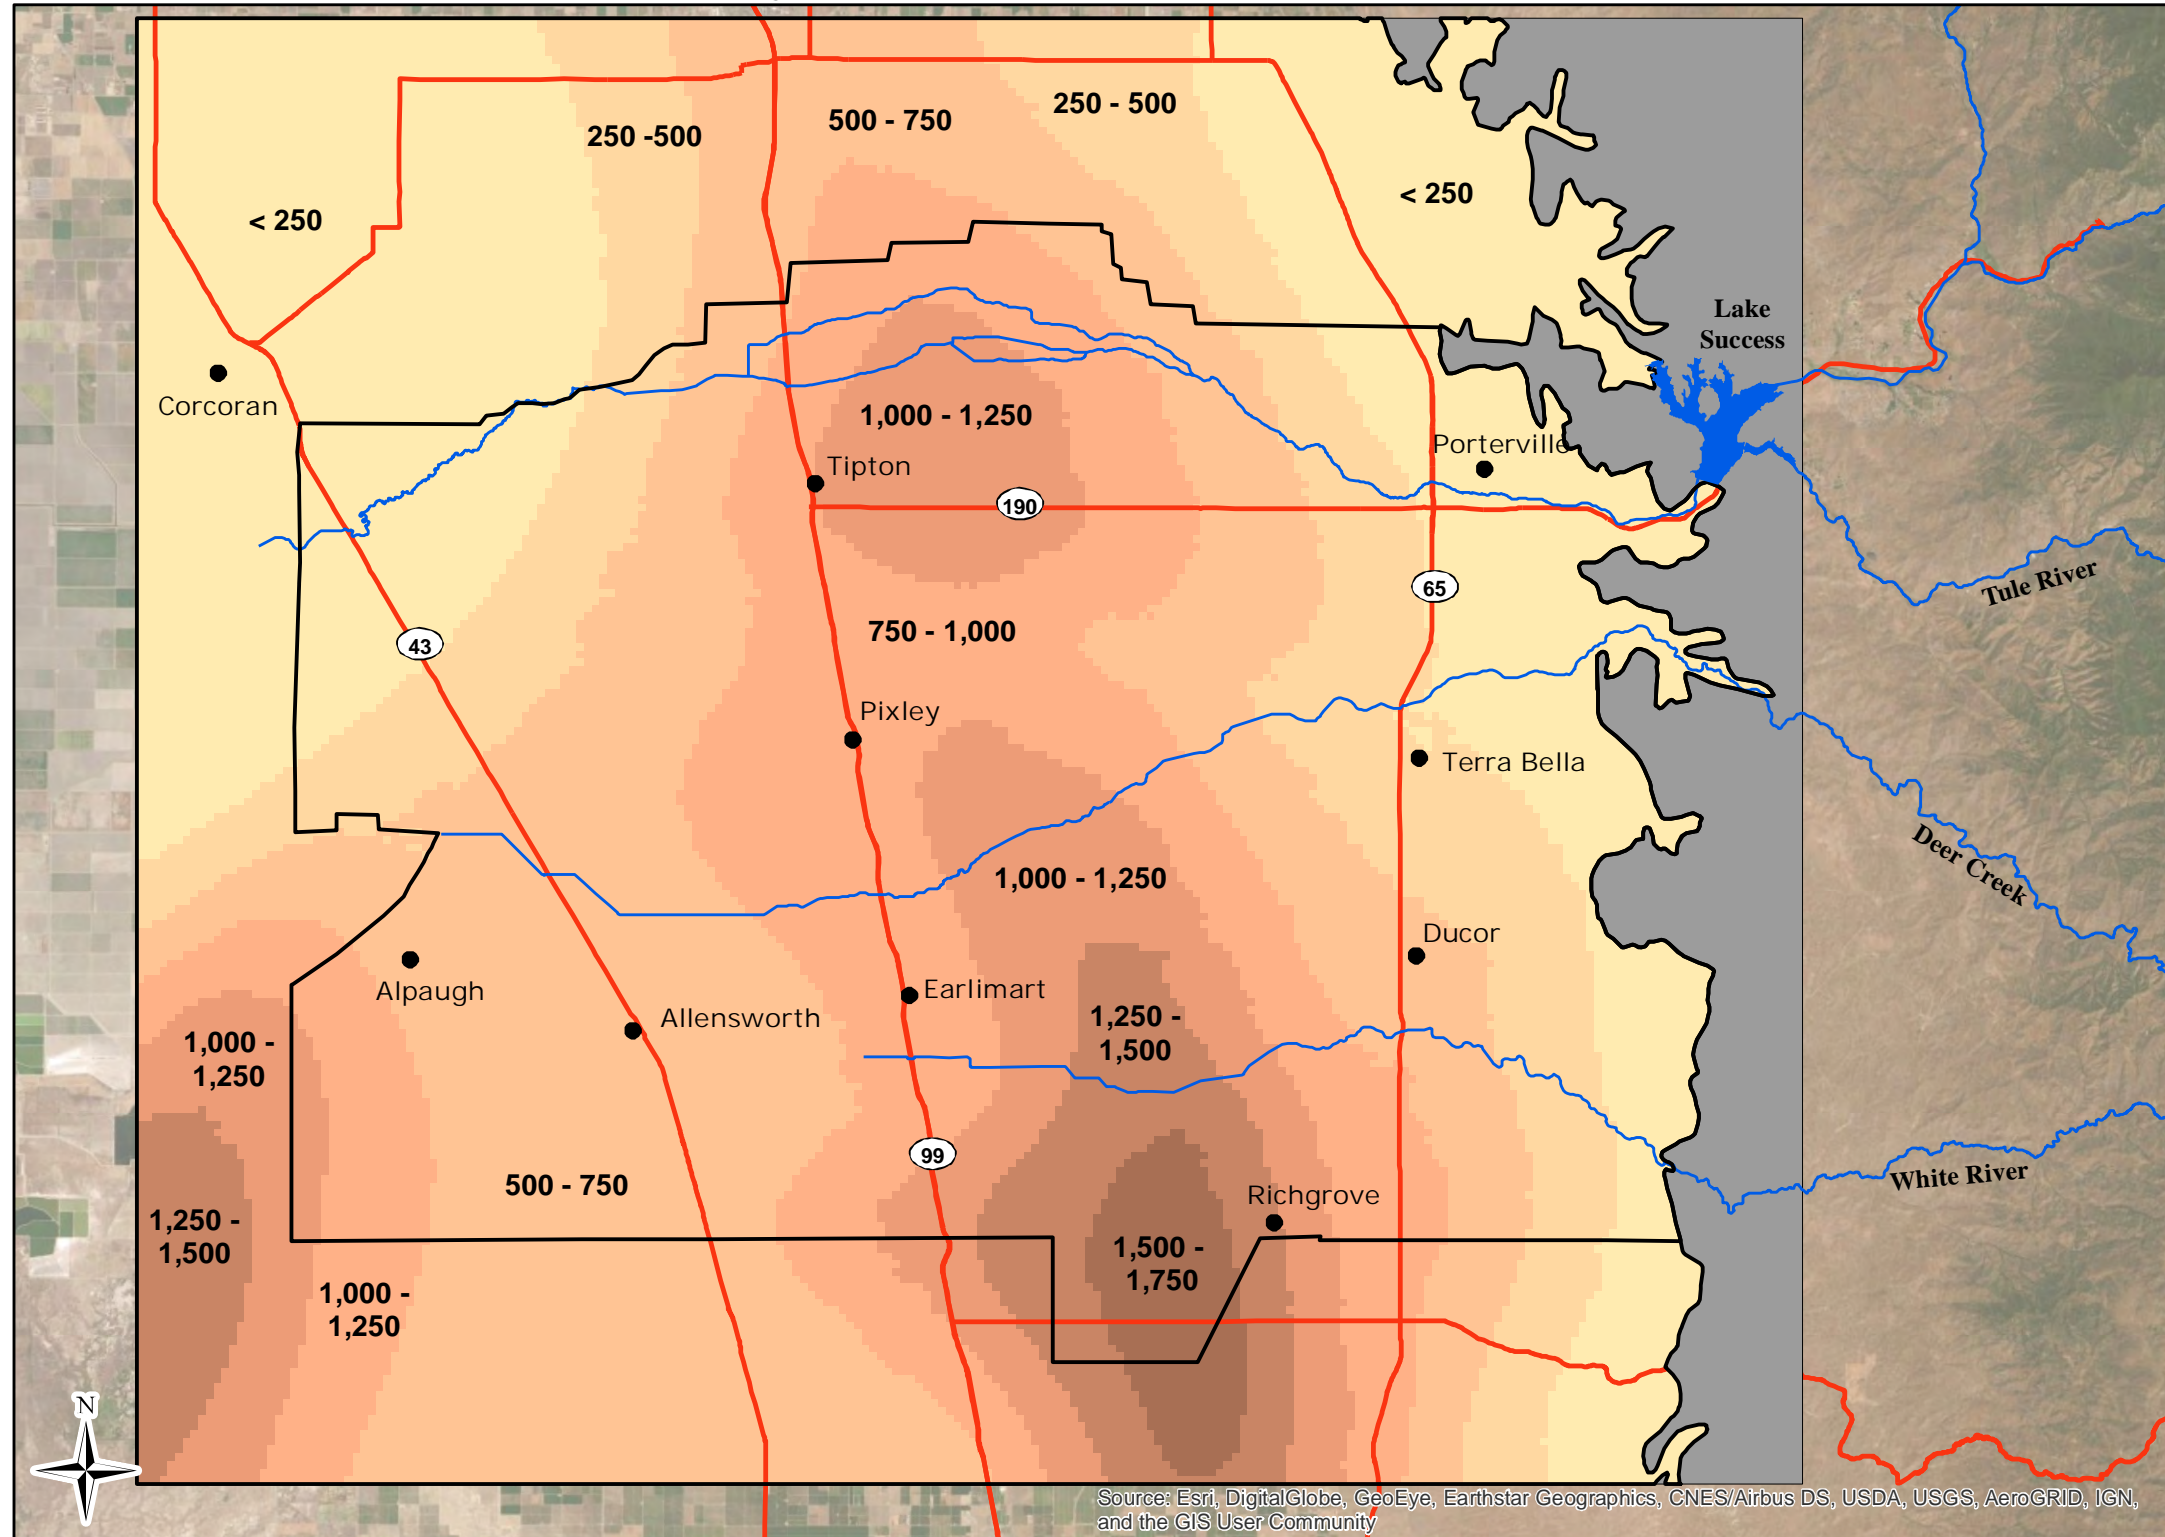 250 - 500
500 - 750
250 -500
< 250
< 250
Lake
Success
Corcoran
1,000 - 1,250
Porterville
Tipton
190
Tule River
65
750 - 1,000
43
Pixley
Terra Bella
Deer Creek
1,000 - 1,250
Ducor
Alpaugh
Earlimart
Allensworth
1,250 -
1,500
1,000 -
1,250
99
White River
500 - 750
Richgrove
1,250 -
1,500
1,500 -
1,750
1,000 -
1,250
N
Source: Esri, DigitalGlobe, GeoEye, Earthstar Geographics, CNES/Airbus DS, USDA, USGS, AeroGRID, IGN,
and the GIS User Community